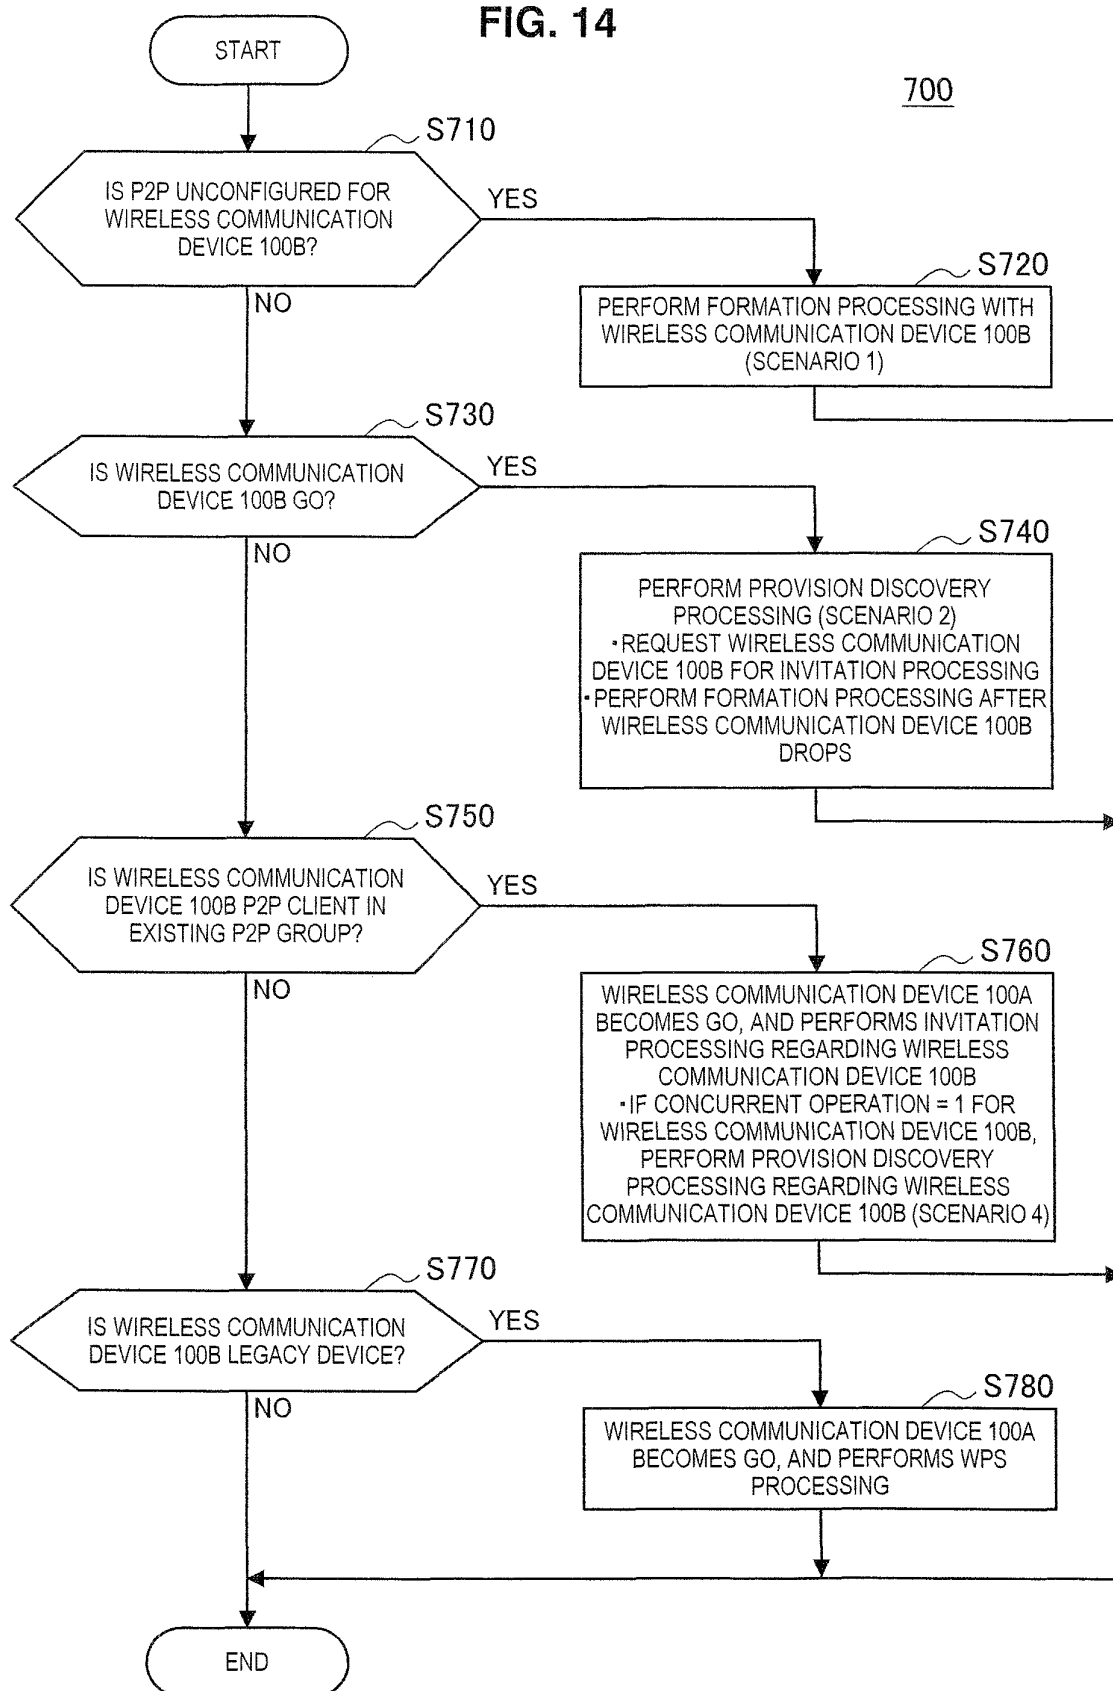 FIG. 14
START
700
S710
IS P2P UNCONFIGURED FOR
WIRELESS COMMUNICATION
DEVICE 100B?
YES
NO
S720
PERFORM FORMATION PROCESSING WITH
WIRELESS COMMUNICATION DEVICE 100B
(SCENARIO 1)
S730
IS WIRELESS COMMUNICATION
DEVICE 100B GO?
YES
NO
S740
PERFORM PROVISION DISCOVERY
PROCESSING (SCENARIO 2)
・REQUEST WIRELESS COMMUNICATION
DEVICE 100B FOR INVITATION PROCESSING
・PERFORM FORMATION PROCESSING AFTER
WIRELESS COMMUNICATION DEVICE 100B
DROPS
S750
IS WIRELESS COMMUNICATION
DEVICE 100B P2P CLIENT IN
EXISTING P2P GROUP?
YES
NO
S760
WIRELESS COMMUNICATION DEVICE 100A
BECOMES GO, AND PERFORMS INVITATION
PROCESSING REGARDING WIRELESS
COMMUNICATION DEVICE 100B
・IF CONCURRENT OPERATION = 1 FOR
WIRELESS COMMUNICATION DEVICE 100B,
PERFORM PROVISION DISCOVERY
PROCESSING REGARDING WIRELESS
COMMUNICATION DEVICE 100B (SCENARIO 4)
S770
IS WIRELESS COMMUNICATION
DEVICE 100B LEGACY DEVICE?
YES
NO
S780
WIRELESS COMMUNICATION DEVICE 100A
BECOMES GO, AND PERFORMS WPS
PROCESSING
END